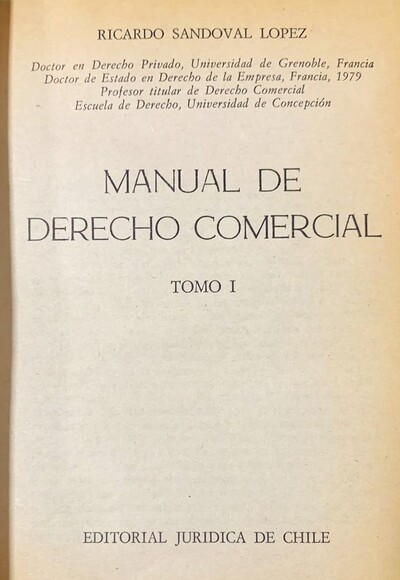 RICARDO SANDOVAL LOPEZ
Doctor en Derecho Privado, Universidad de Grenoble, Francia
Doctor de Estado en Derecho de la Empresa, Francia, 1979
Profesor titular de Derecho Comercial
Escuela de Derecho, Universidad de Concepción
MANUAL DE
DERECHO COMERCIAL
TOMO I
EDITORIAL JURIDICA DE CHILE